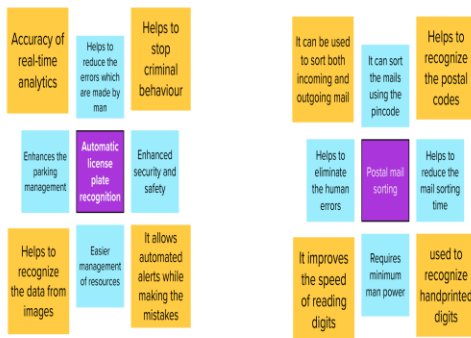 Accuracy of
real-time
analytics
Helps to
reduce the
errors which
are made by
man
Helps to
stop
criminal
behaviour
Enhances the
parking
management
Automatic
license
plate
recognition
Enhanced
security and
safety
Helps to
recognize
the data from
images
Easier
management
of resources
It allows
automated
alerts while
making the
mistakes
It can be used
to sort both
incoming and
outgoing mail
It can sort
the mails
using the
pincode
Helps to
recognize
the postal
codes
Helps to
eliminate
the human
errors
Postal mail
sorting
Helps to
reduce the
mail sorting
time
It improves
the speed
of reading
digits
Requires
minimum
man power
used to
recognize
handprinted
digits